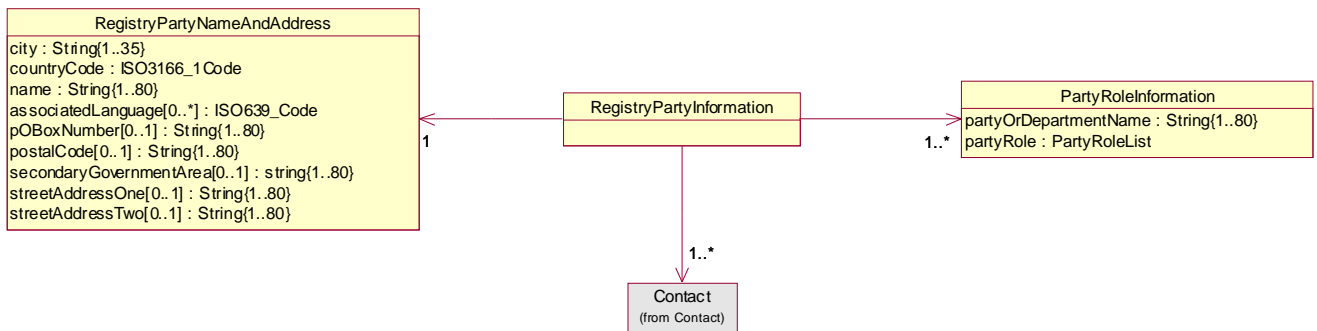 RegistryPartyNameAndAddress
city : String{1..35}
countryCode : ISO3166_1Code
name : String{1..80}
associatedLanguage[0..*] : ISO639_Code
pOBoxNumber[0..1] : String{1..80}
postalCode[0..1] : String{1..80}
secondaryGovernmentArea[0..1] : string{1..80}
streetAddressOne[0..1] : String{1..80}
streetAddressTwo[0..1] : String{1..80}
1
RegistryPartyInformation
1..*
PartyRoleInformation
partyOrDepartmentName : String{1..80}
partyRole : PartyRoleList
1..*
Contact
(from Contact)